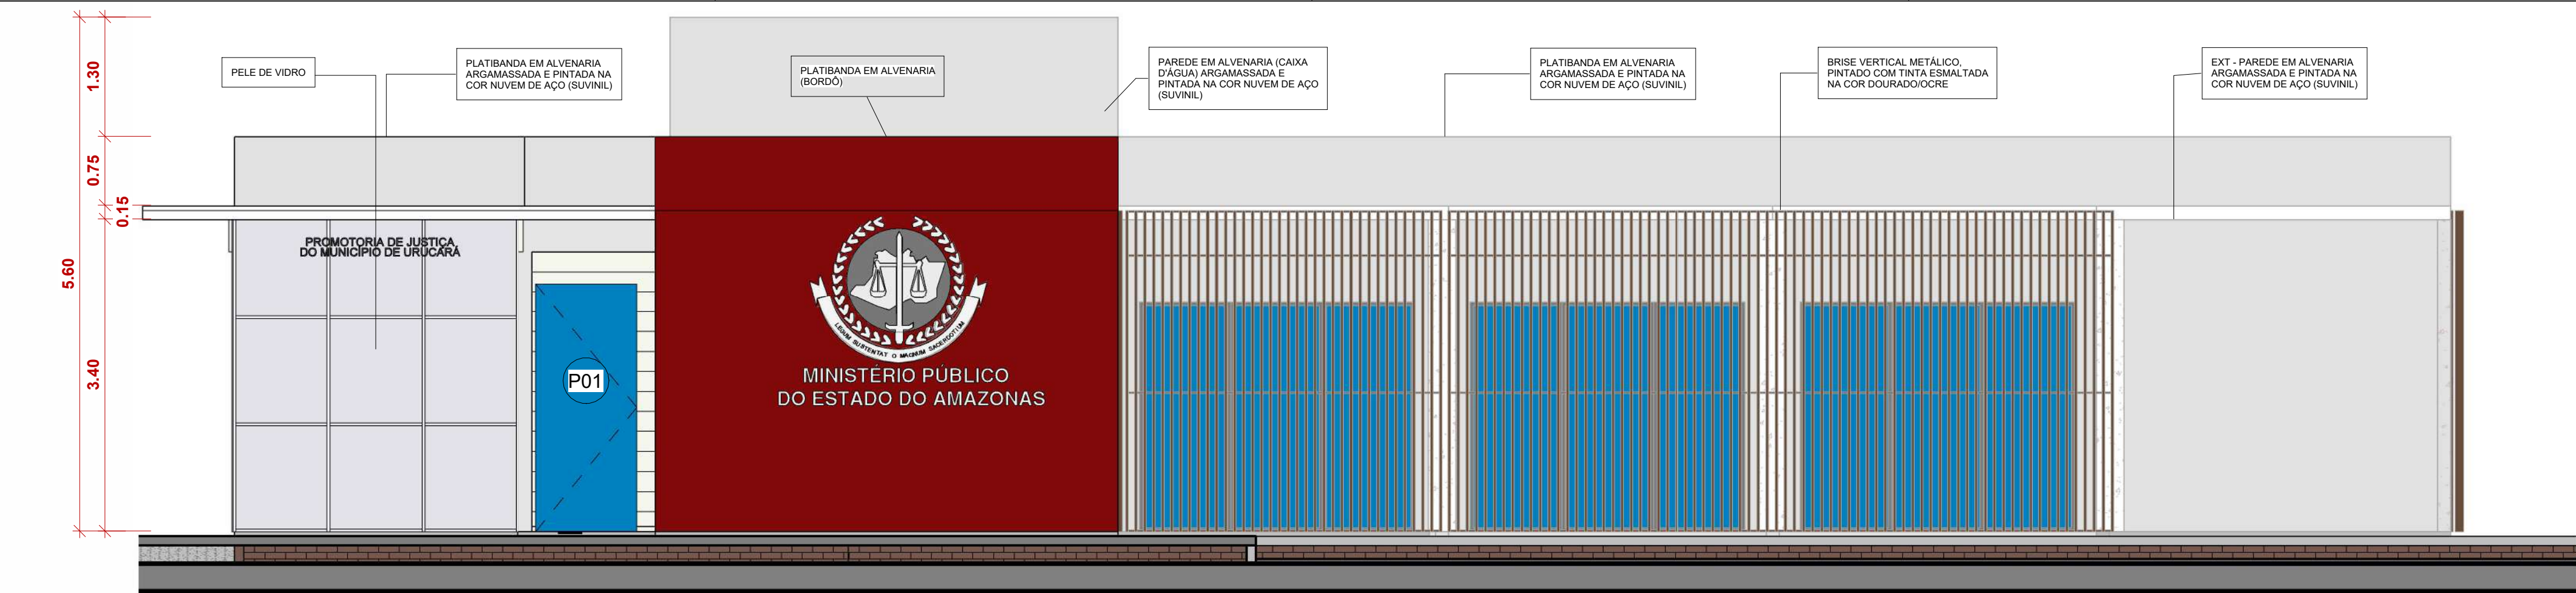 PELE DE VIDRO
PLATIBANDA EM ALVENARIA
ARGAMASSADA E PINTADA NA
COR NUVEM DE AÇO (SUVINIL)
PLATIBANDA EM ALVENARIA
(BORDÔ)
PAREDE EM ALVENARIA (CAIXA
D'ÁGUA) ARGAMASSADA E
PINTADA NA COR NUVEM DE AÇO
(SUVINIL)
PLATIBANDA EM ALVENARIA
ARGAMASSADA E PINTADA NA
COR NUVEM DE AÇO (SUVINIL)
BRISE VERTICAL METÁLICO,
PINTADO COM TINTA ESMALTADA
NA COR DOURADO/OCRE
EXT - PAREDE EM ALVENARIA
ARGAMASSADA E PINTADA NA
COR NUVEM DE AÇO (SUVINIL)
1.30
0.75
0.15
5.60
3.40
PROMOTORIA DE JUSTIÇA
DO MUNICÍPIO DE URUCARÁ
P01
LEGUM SUSTENTAT O MAGNUM SACERDOTIUM
MINISTÉRIO PÚBLICO
DO ESTADO DO AMAZONAS